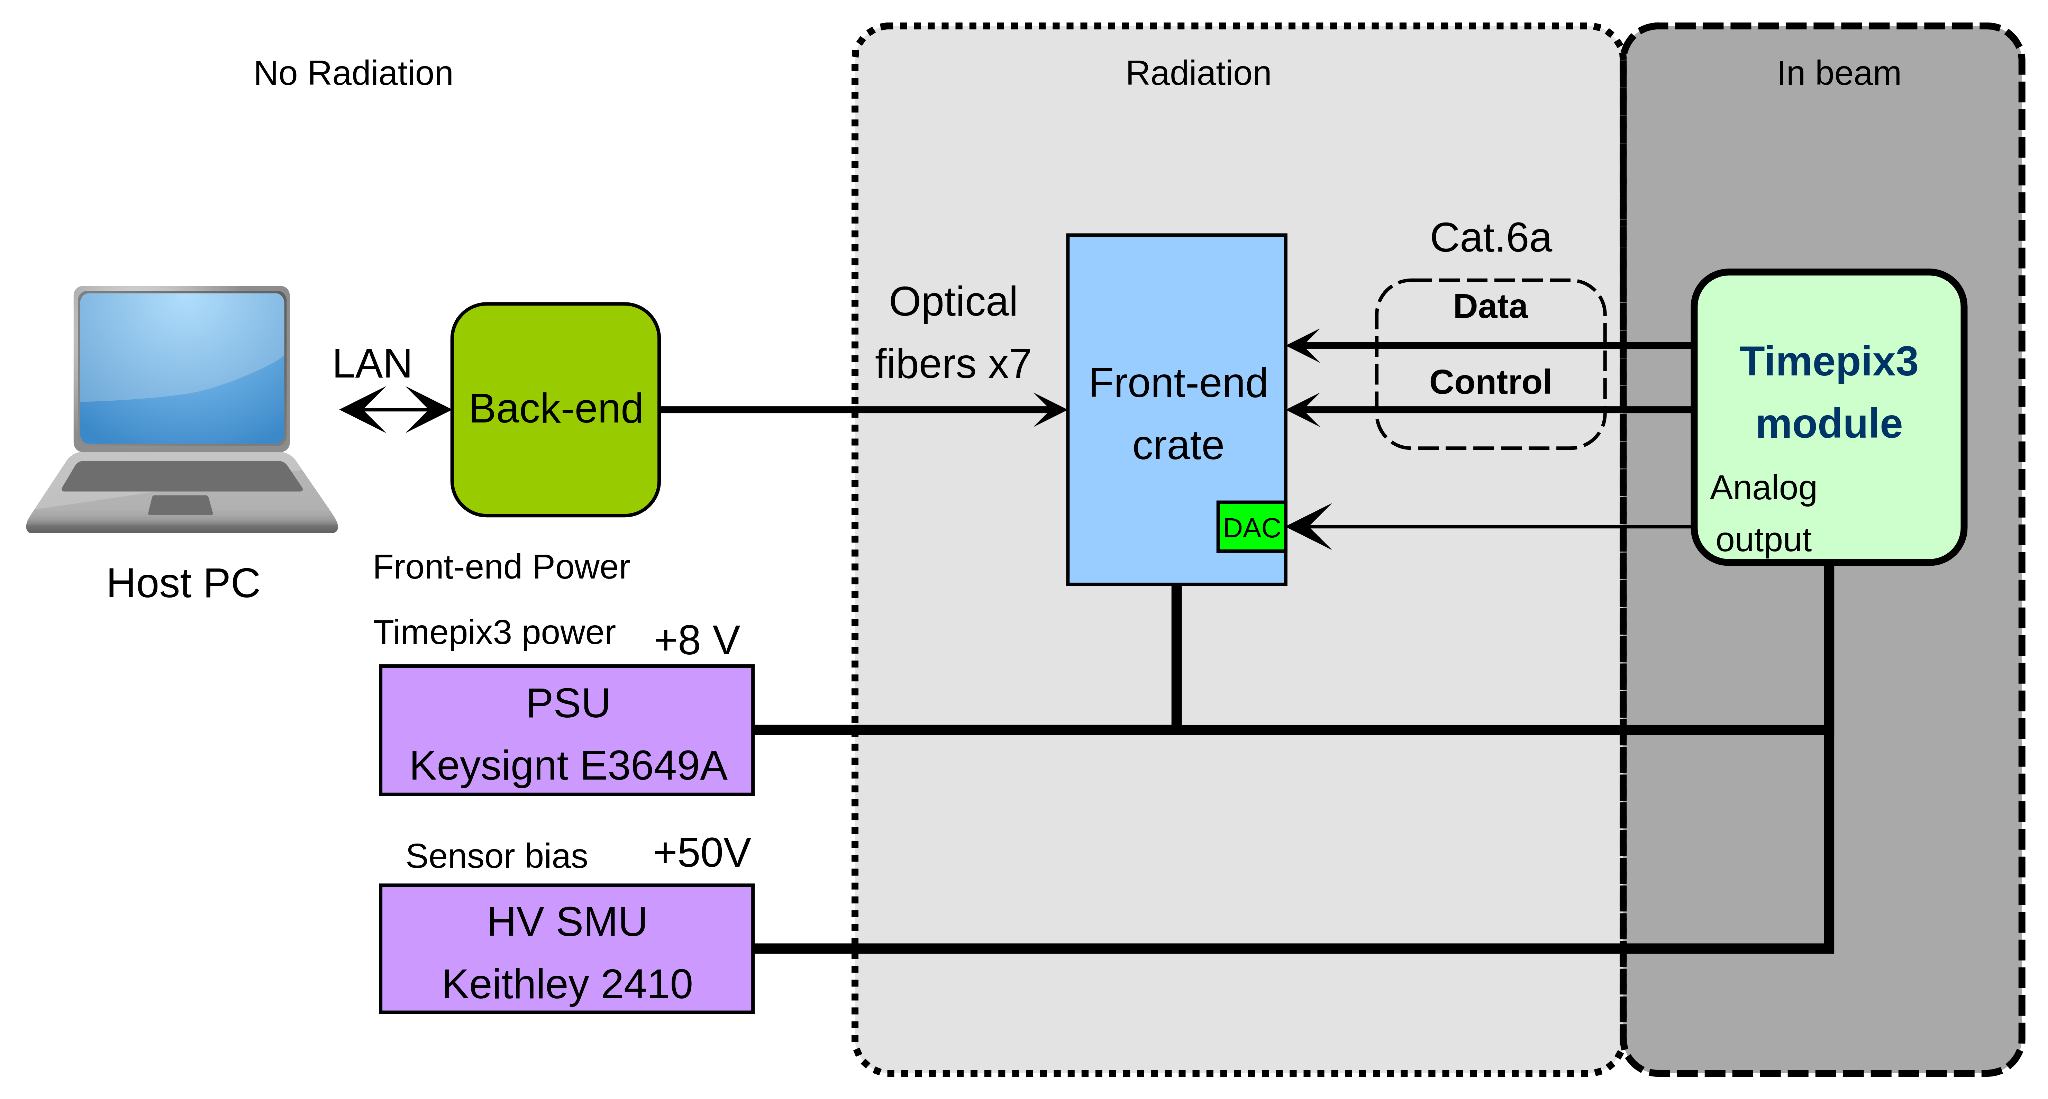 No Radiation
Radiation
In beam
Cat.6a
Data
Control
Optical
fibers x7
LAN
Back-end
Front-end
crate
DAC
Timepix3
module
Analog
output
Host PC
Front-end Power
Timepix3 power
+8 V
PSU
Keysignt E3649A
Sensor bias
+50V
HV SMU
Keithley 2410